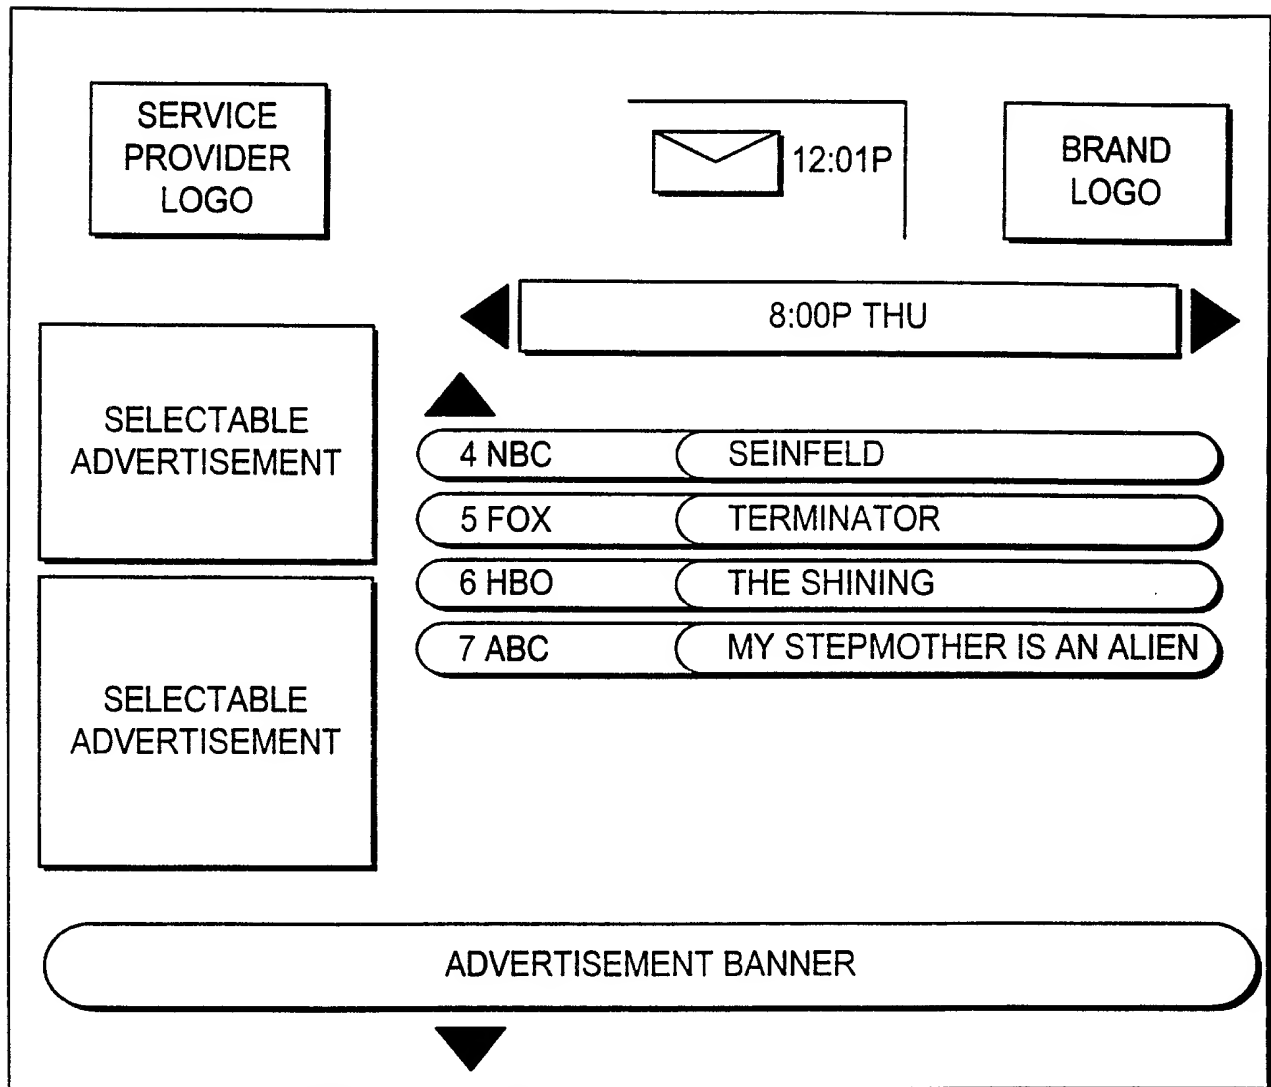 SERVICE
PROVIDER
LOGO
12:01P
BRAND
LOGO
8:00P THU
SELECTABLE
ADVERTISEMENT
4 NBC SEINFELD
5 FOX TERMINATOR
6 HBO THE SHINING
7 ABC MY STEPMOTHER IS AN ALIEN
SELECTABLE
ADVERTISEMENT
ADVERTISEMENT BANNER